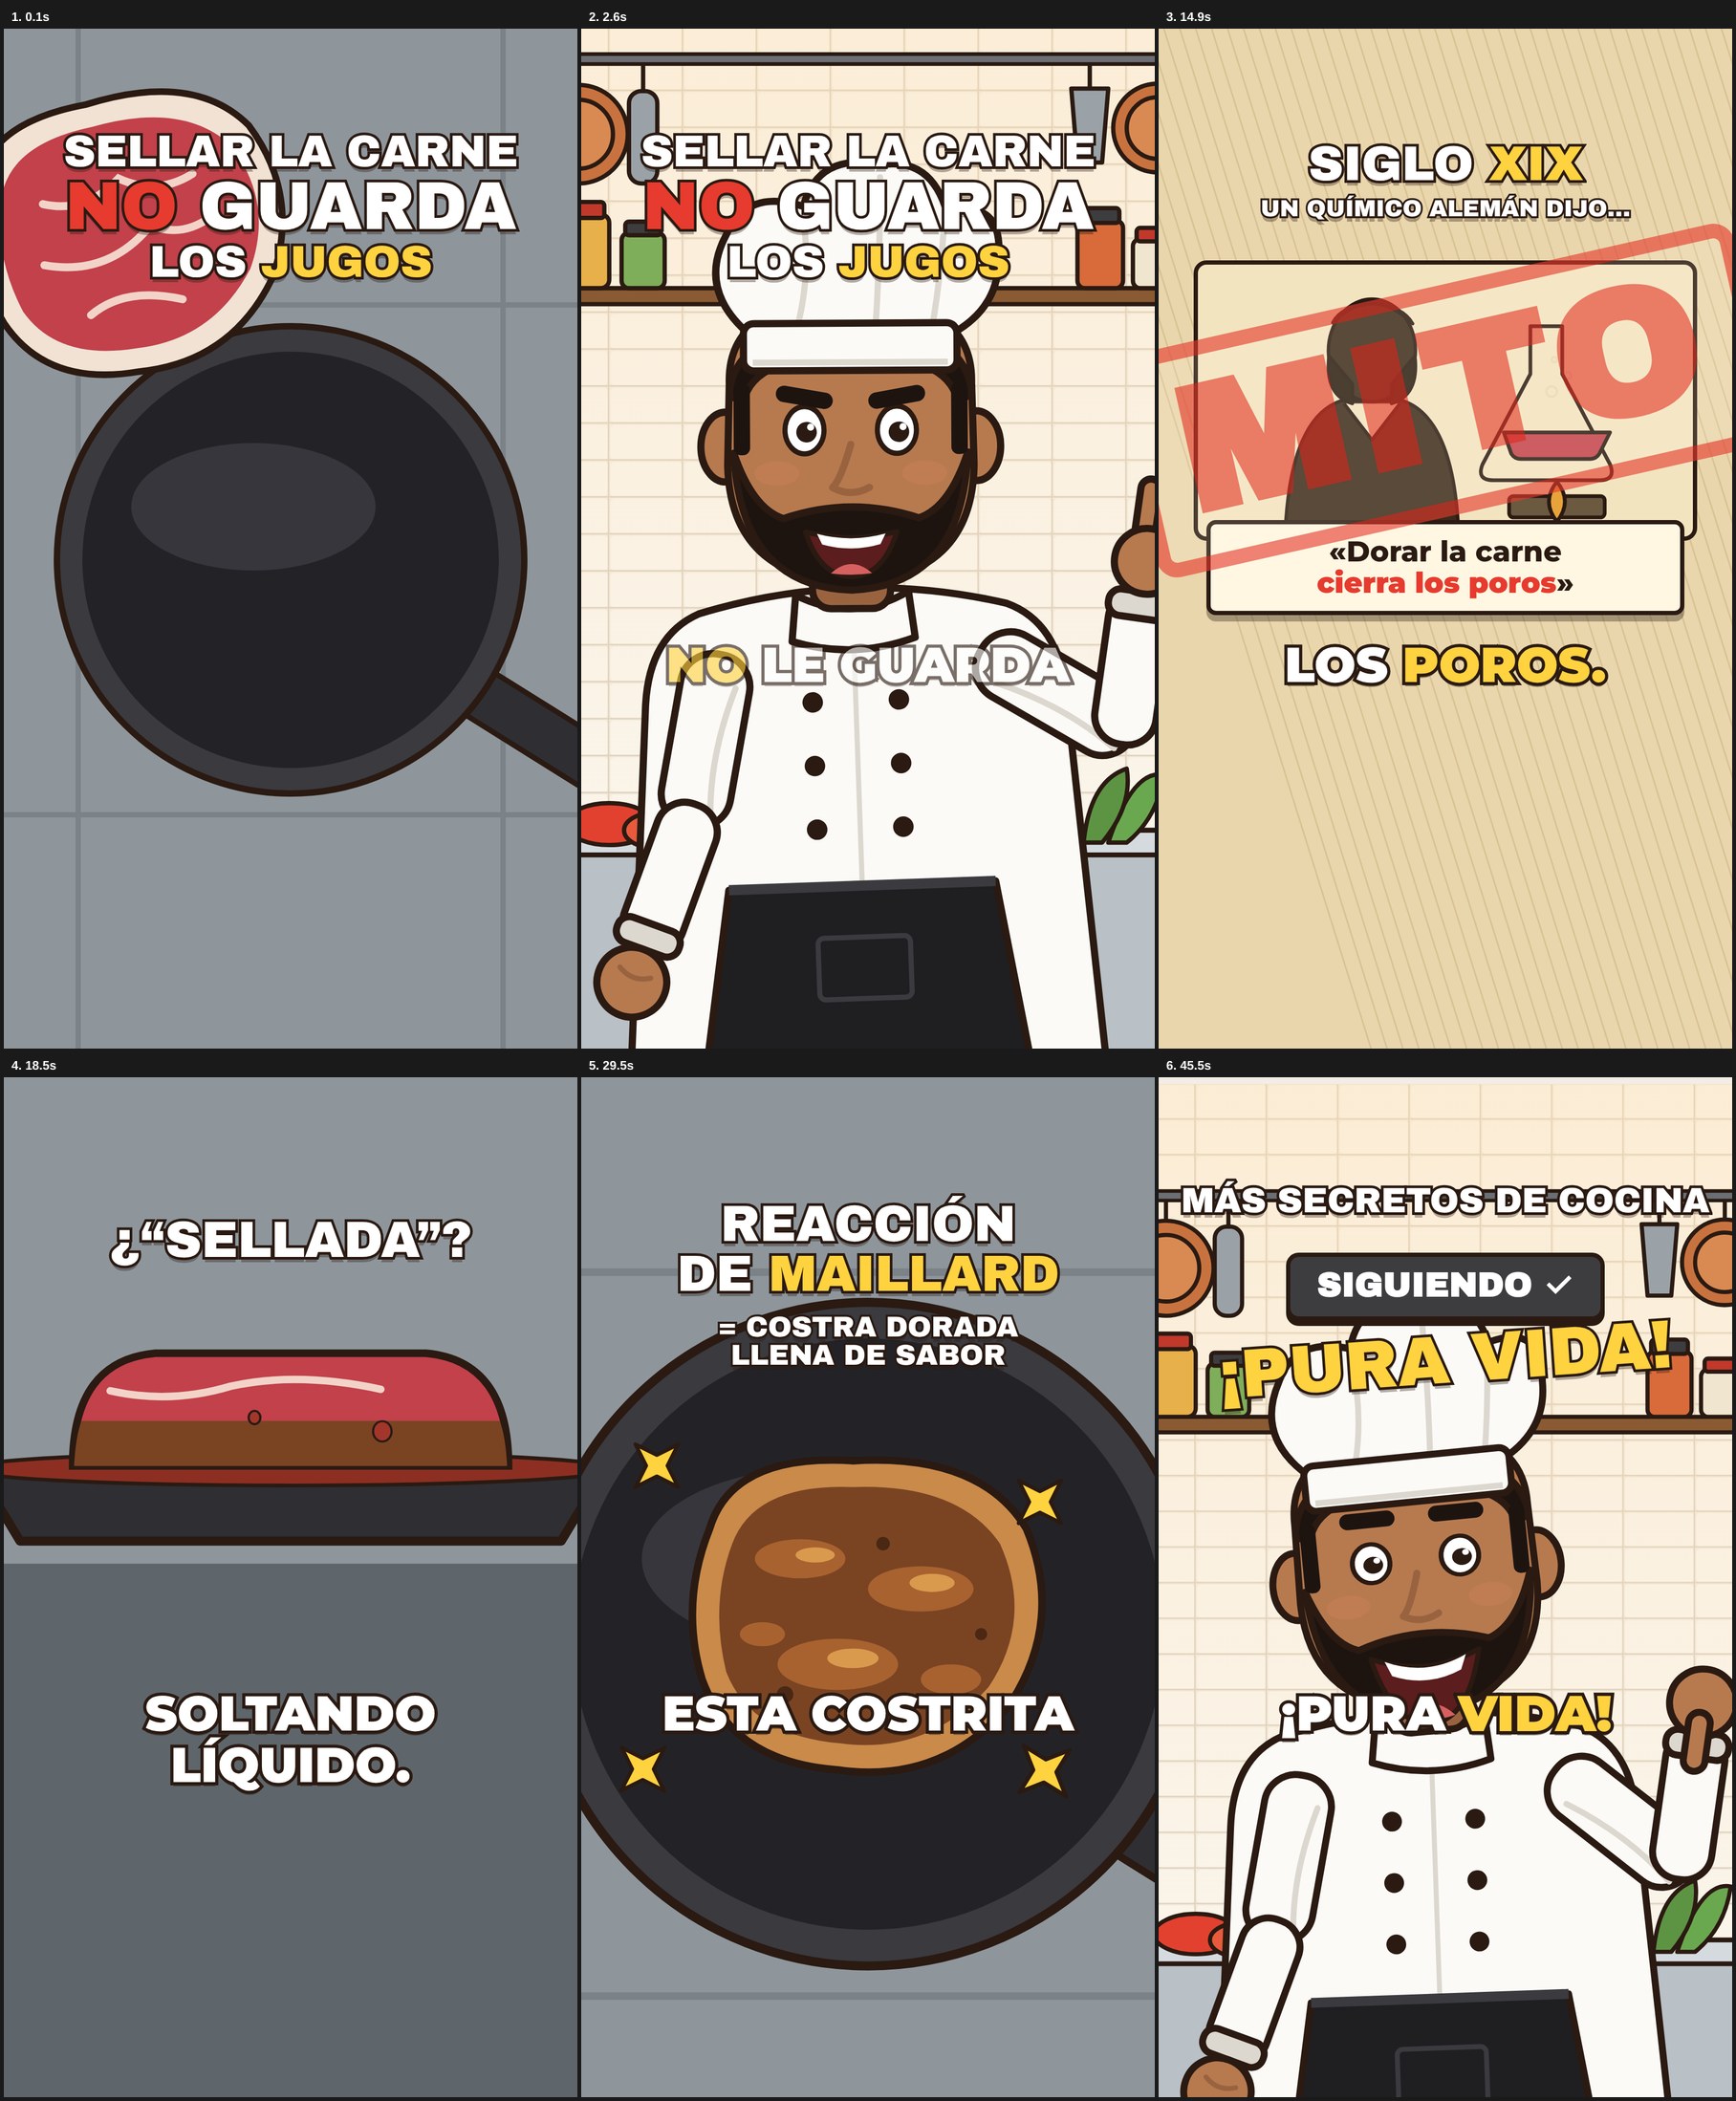 1. 0.1s
SELLAR LA CARNE
NO GUARDA
LOS JUGOS
2. 2.6s
SELLAR LA CARNE
NO GUARDA
LOS JUGOS
NO LE GUARDA
3. 14.9s
SIGLO XIX
UN QUÍMICO ALEMÁN DIJO...
MITO
«Dorar la carne
cierra los poros»
LOS POROS.
4. 18.5s
¿“SELLADA”?
SOLTANDO
LÍQUIDO.
5. 29.5s
REACCIÓN
DE MAILLARD
= COSTRA DORADA
LLENA DE SABOR
ESTA COSTRITA
6. 45.5s
MÁS SECRETOS DE COCINA
SIGUIENDO ✓
¡PURA VIDA!
¡PURA VIDA!